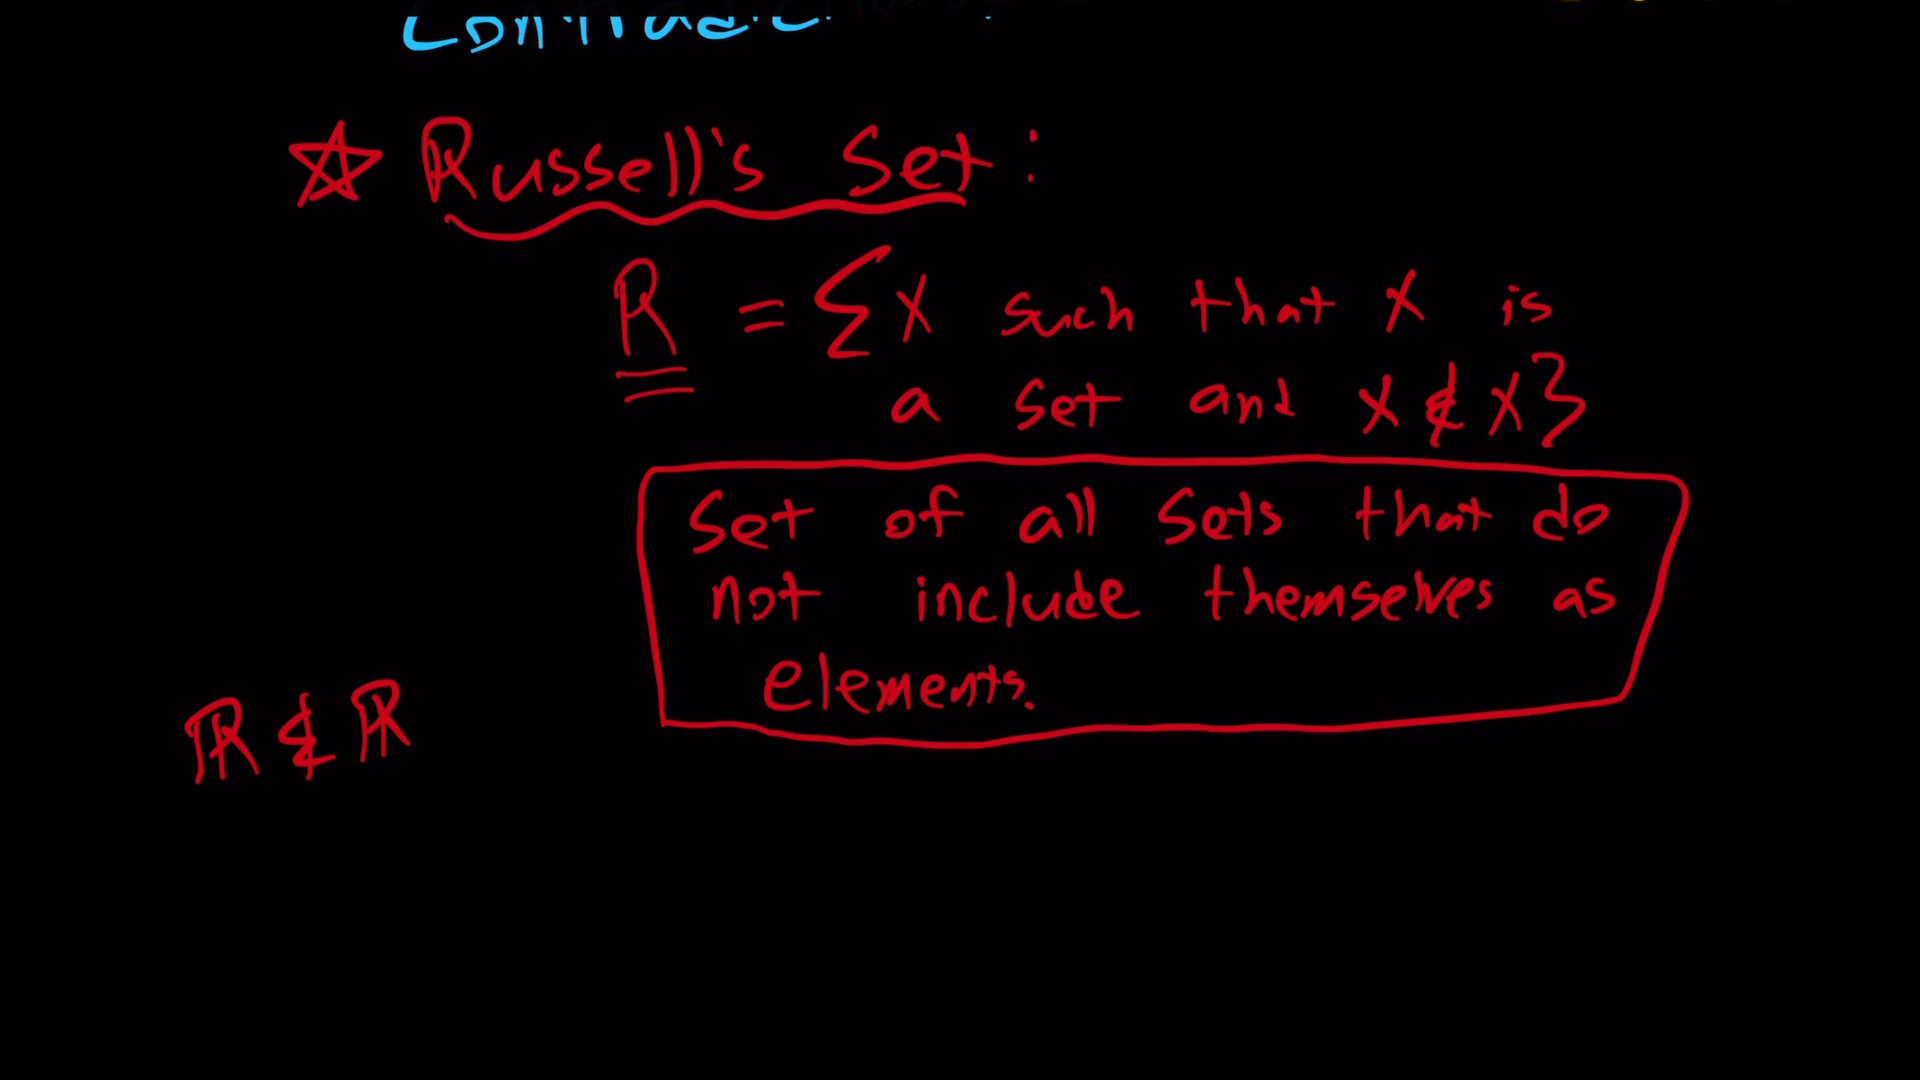 ☆ Russell's Set:
R = {x such that x is
a set and x ∉ x}
Set of all sets that do
not include themselves as
elements.
ℝ ∉ ℝ